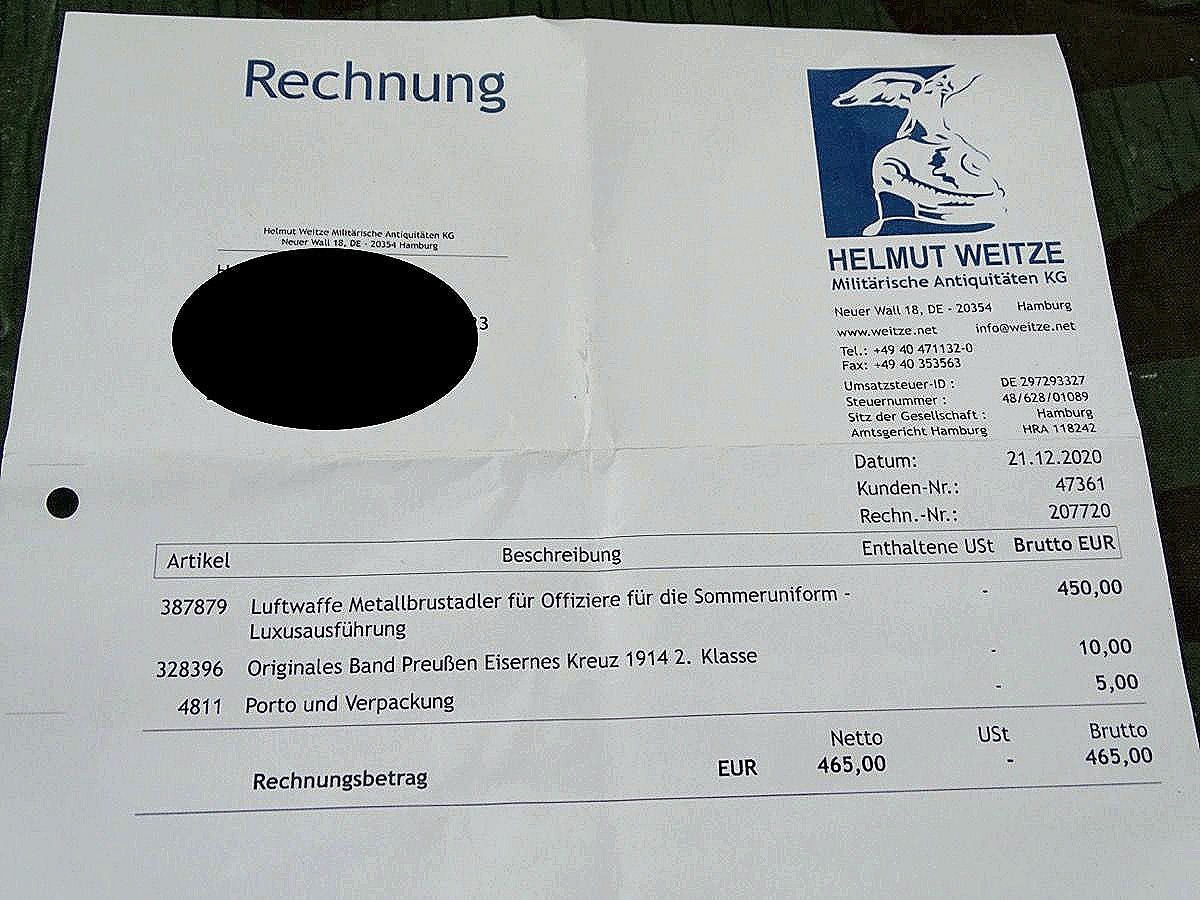 Rechnung
Helmut Weitze Militärische Antiquitäten KG
Neuer Wall 18, DE - 20354 Hamburg
HELMUT WEITZE
Militärische Antiquitäten KG
Neuer Wall 18, DE - 20354 Hamburg
www.weitze.net info@weitze.net
Tel.: +49 40 471132-0
Fax: +49 40 353563
Umsatzsteuer-ID : DE 297293327
Steuernummer : 48/628/01089
Sitz der Gesellschaft : Hamburg
Amtsgericht Hamburg HRA 118242
Datum: 21.12.2020
Kunden-Nr.: 47361
Rechn.-Nr.: 207720
Artikel Beschreibung Enthaltene USt Brutto EUR
387879 Luftwaffe Metallbrustadler für Offiziere für die Sommeruniform - - 450,00
Luxusausführung
328396 Originales Band Preußen Eisernes Kreuz 1914 2. Klasse - 10,00
4811 Porto und Verpackung - 5,00
Netto USt Brutto
Rechnungsbetrag EUR 465,00 - 465,00